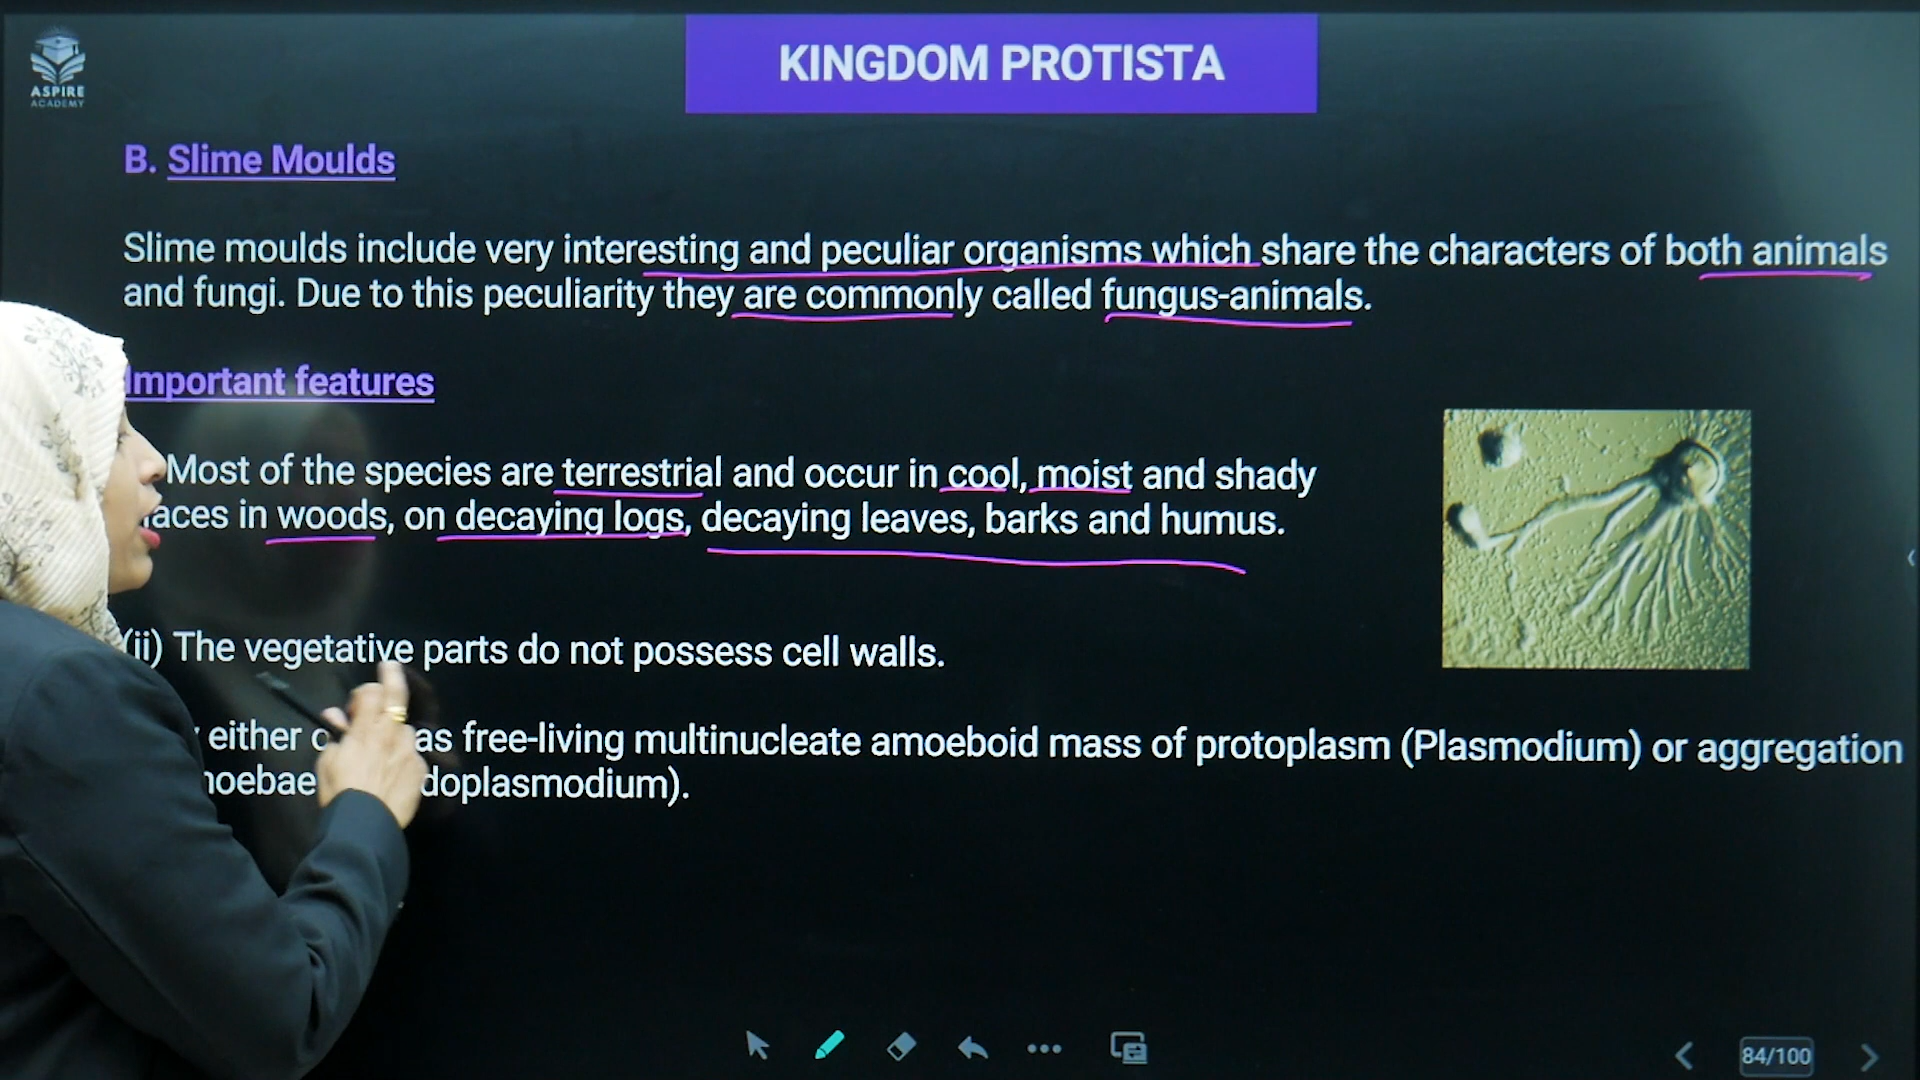 ASPIRE
ACADEMY
KINGDOM PROTISTA
B. Slime Moulds
Slime moulds include very interesting and peculiar organisms which share the characters of both animals
and fungi. Due to this peculiarity they are commonly called fungus-animals.
Important features
Most of the species are terrestrial and occur in cool, moist and shady
in woods, on decaying logs, decaying leaves, barks and humus.
(ii) The vegetative parts do not possess cell walls.
either as free-living multinucleate amoeboid mass of protoplasm (Plasmodium) or aggregation
84/100